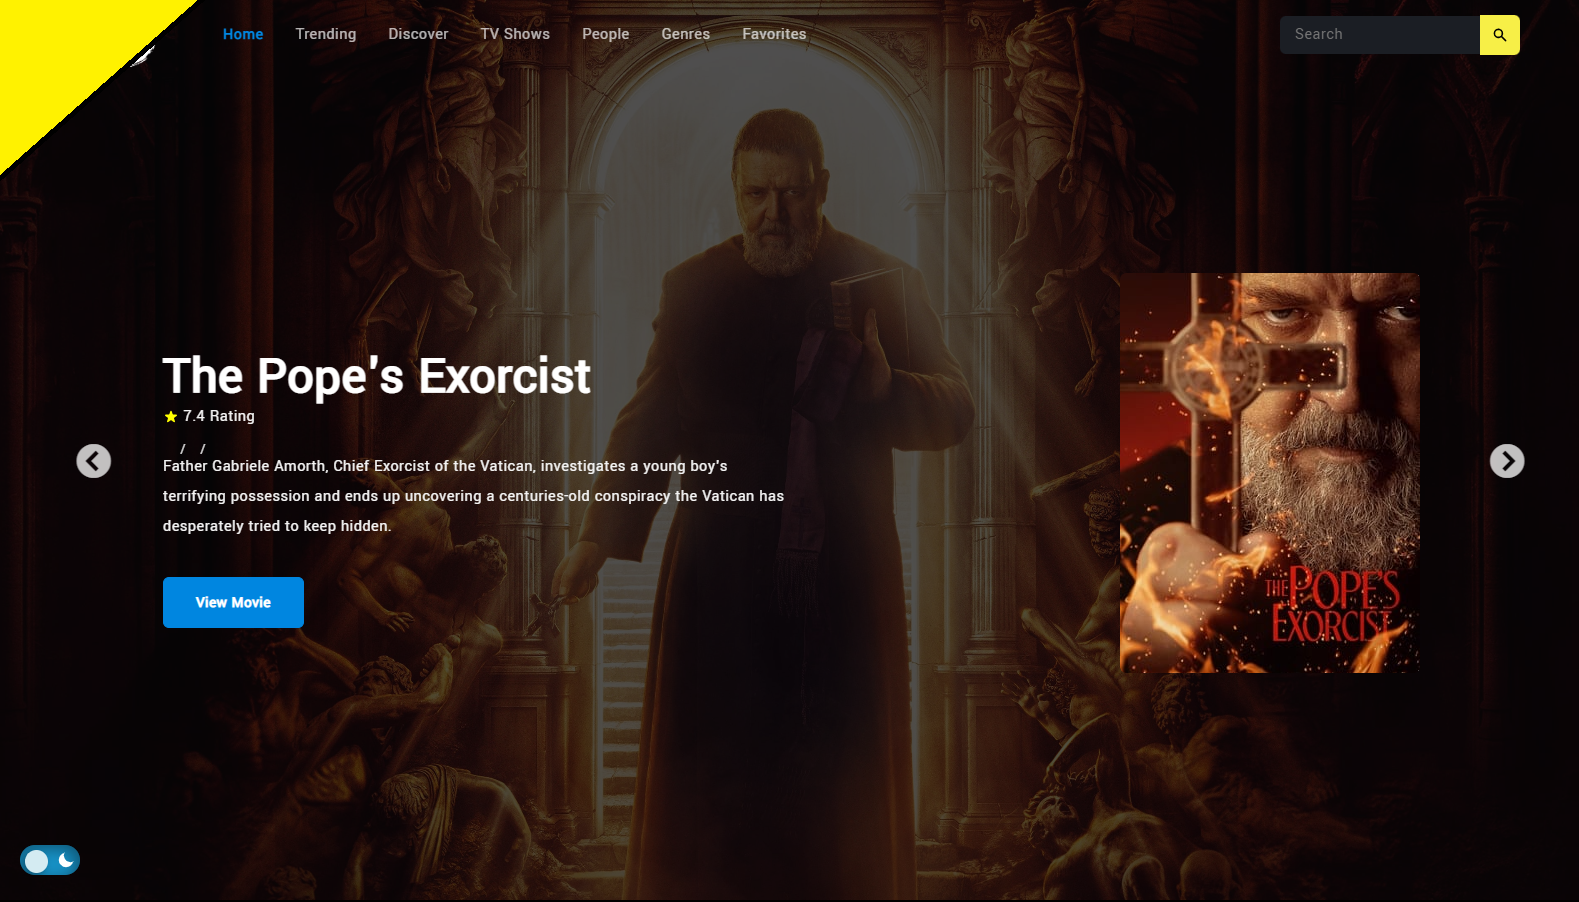 Home Trending Discover TV Shows People Genres Favorites Search
The Pope's Exorcist
7.4 Rating
/ /
Father Gabriele Amorth, Chief Exorcist of the Vatican, investigates a young boy's
terrifying possession and ends up uncovering a centuries-old conspiracy the Vatican has
desperately tried to keep hidden.
View Movie
THE POPE'S
EXORCIST